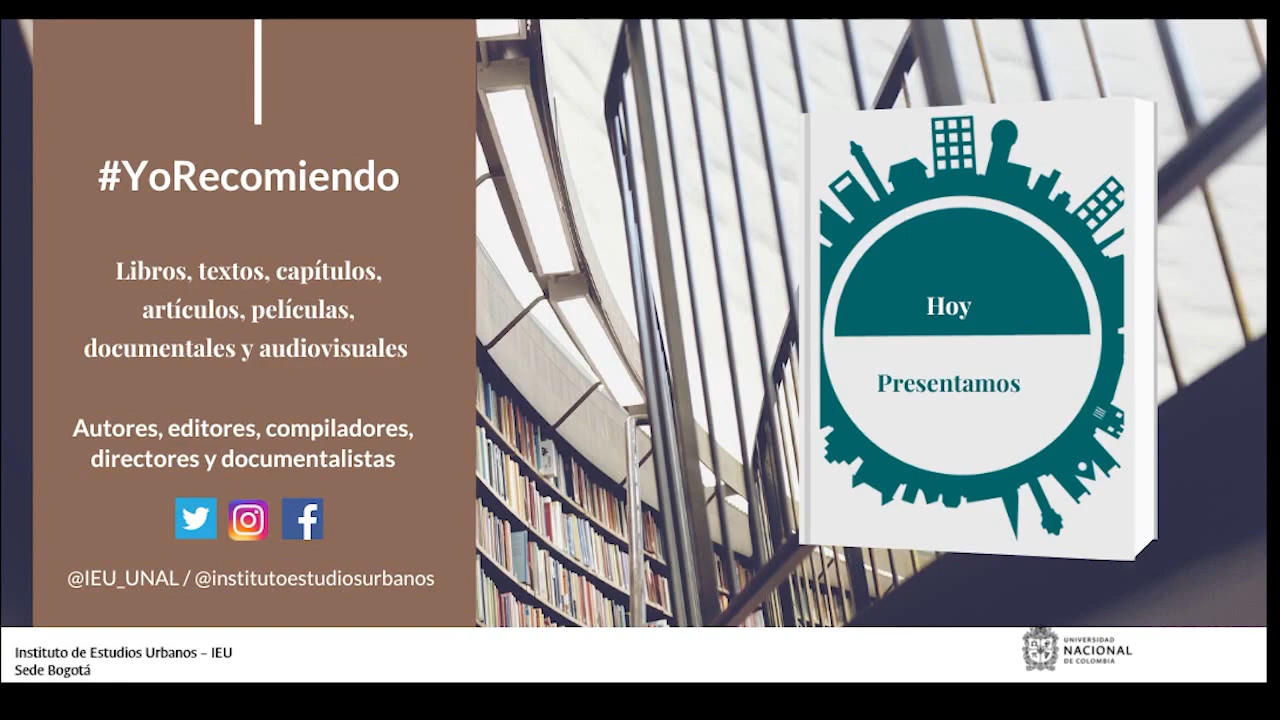 #YoRecomiendo
Libros, textos, capítulos,
artículos, películas,
documentales y audiovisuales
Autores, editores, compiladores,
directores y documentalistas
@IEU_UNAL / @institutoestudiosurbanos
Hoy
Presentamos
Instituto de Estudios Urbanos – IEU
Sede Bogotá
UNIVERSIDAD
NACIONAL
DE COLOMBIA